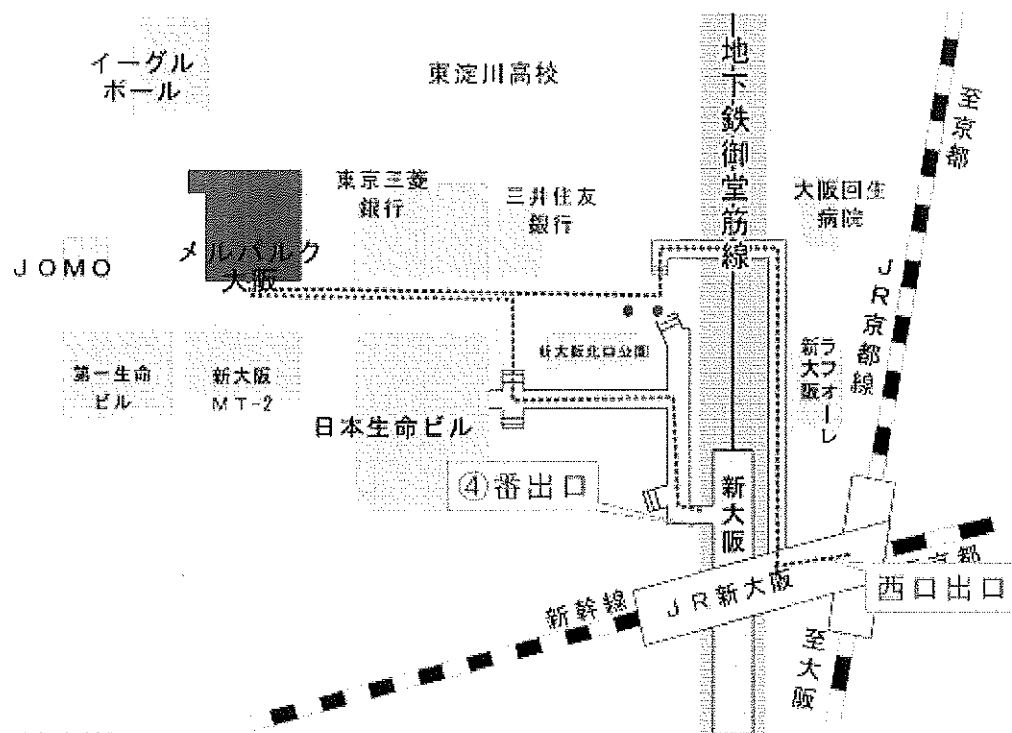 イーグル
ボール
東淀川高校
地下鉄御堂筋線
至京都
東京三菱
銀行
三井住友
銀行
大阪回生
病院
JOMO
メルパルク
大阪
JR京都線
第一生命
ビル
新大阪
MT-2
新大阪北口公園
ラフォーレ
新大阪
日本生命ビル
④番出口
新大阪
京都
西口出口
JR新大阪
新幹線
至大阪